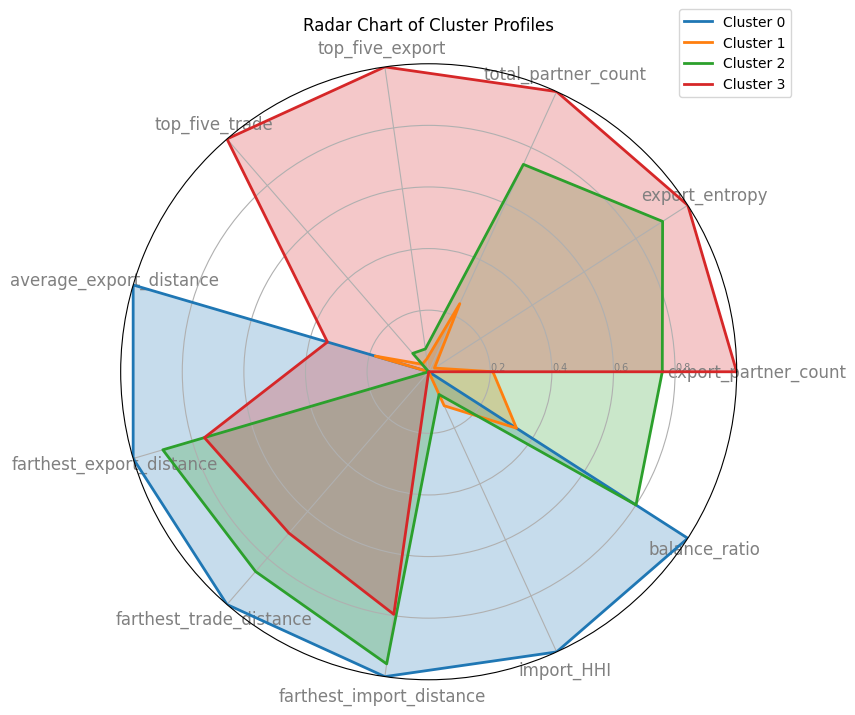 Radar Chart of Cluster Profiles
Cluster 0
Cluster 1
Cluster 2
Cluster 3
top_five_export
total_partner_count
top_five_trade
export_entropy
average_export_distance
0.2
0.4
0.6
0.8
export_partner_count
farthest_export_distance
balance_ratio
farthest_trade_distance
import_HHI
farthest_import_distance